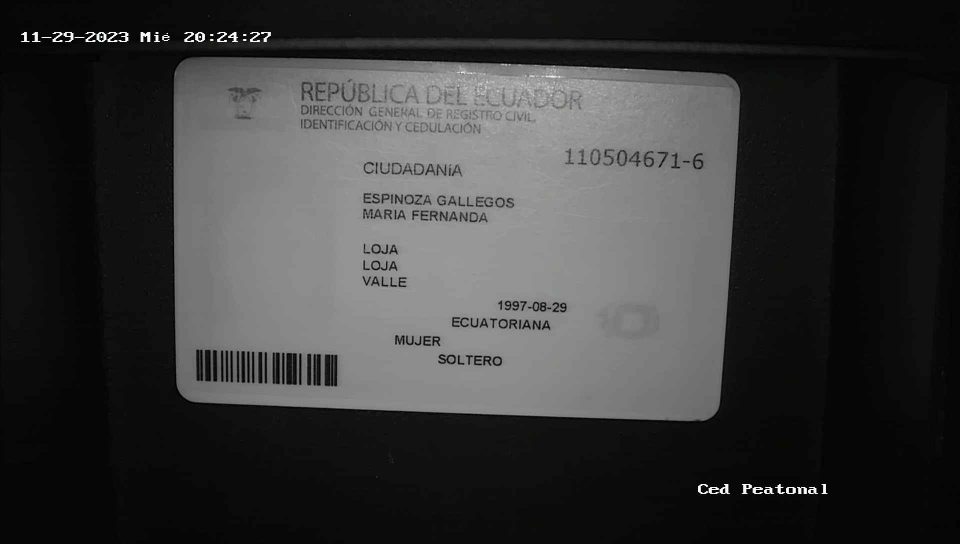 11-29-2023 Mié 20:24:27
REPÚBLICA DEL ECUADOR
DIRECCIÓN GENERAL DE REGISTRO CIVIL,
IDENTIFICACIÓN Y CEDULACIÓN
110504671-6
CIUDADANíA
ESPINOZA GALLEGOS
MARIA FERNANDA
LOJA
LOJA
VALLE
1997-08-29
ECUATORIANA
MUJER
SOLTERO
Ced Peatonal